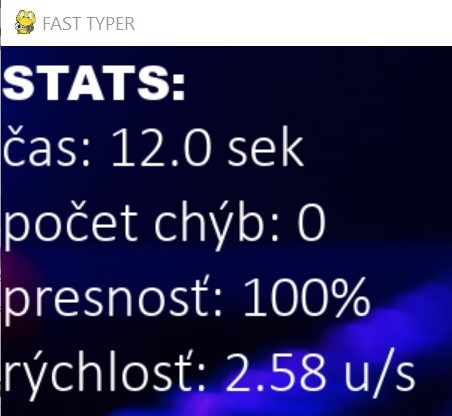 FAST TYPER
STATS:
čas: 12.0 sek
počet chýb: 0
presnosť: 100%
rýchlosť: 2.58 u/s